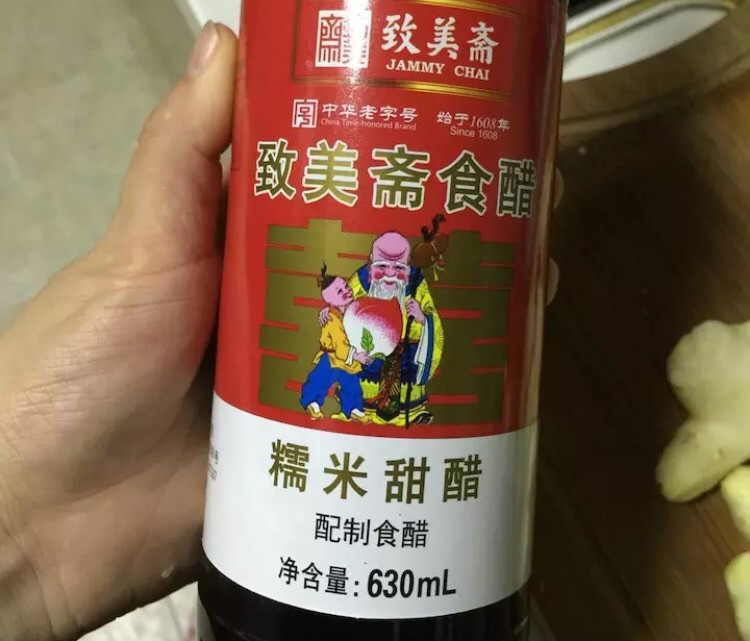 致美斋
JAMMY CHAI
中华老字号 始于1608年
China Time-honored Brand Since 1608
致美斋食醋
囍
糯米甜醋
配制食醋
净含量:630mL